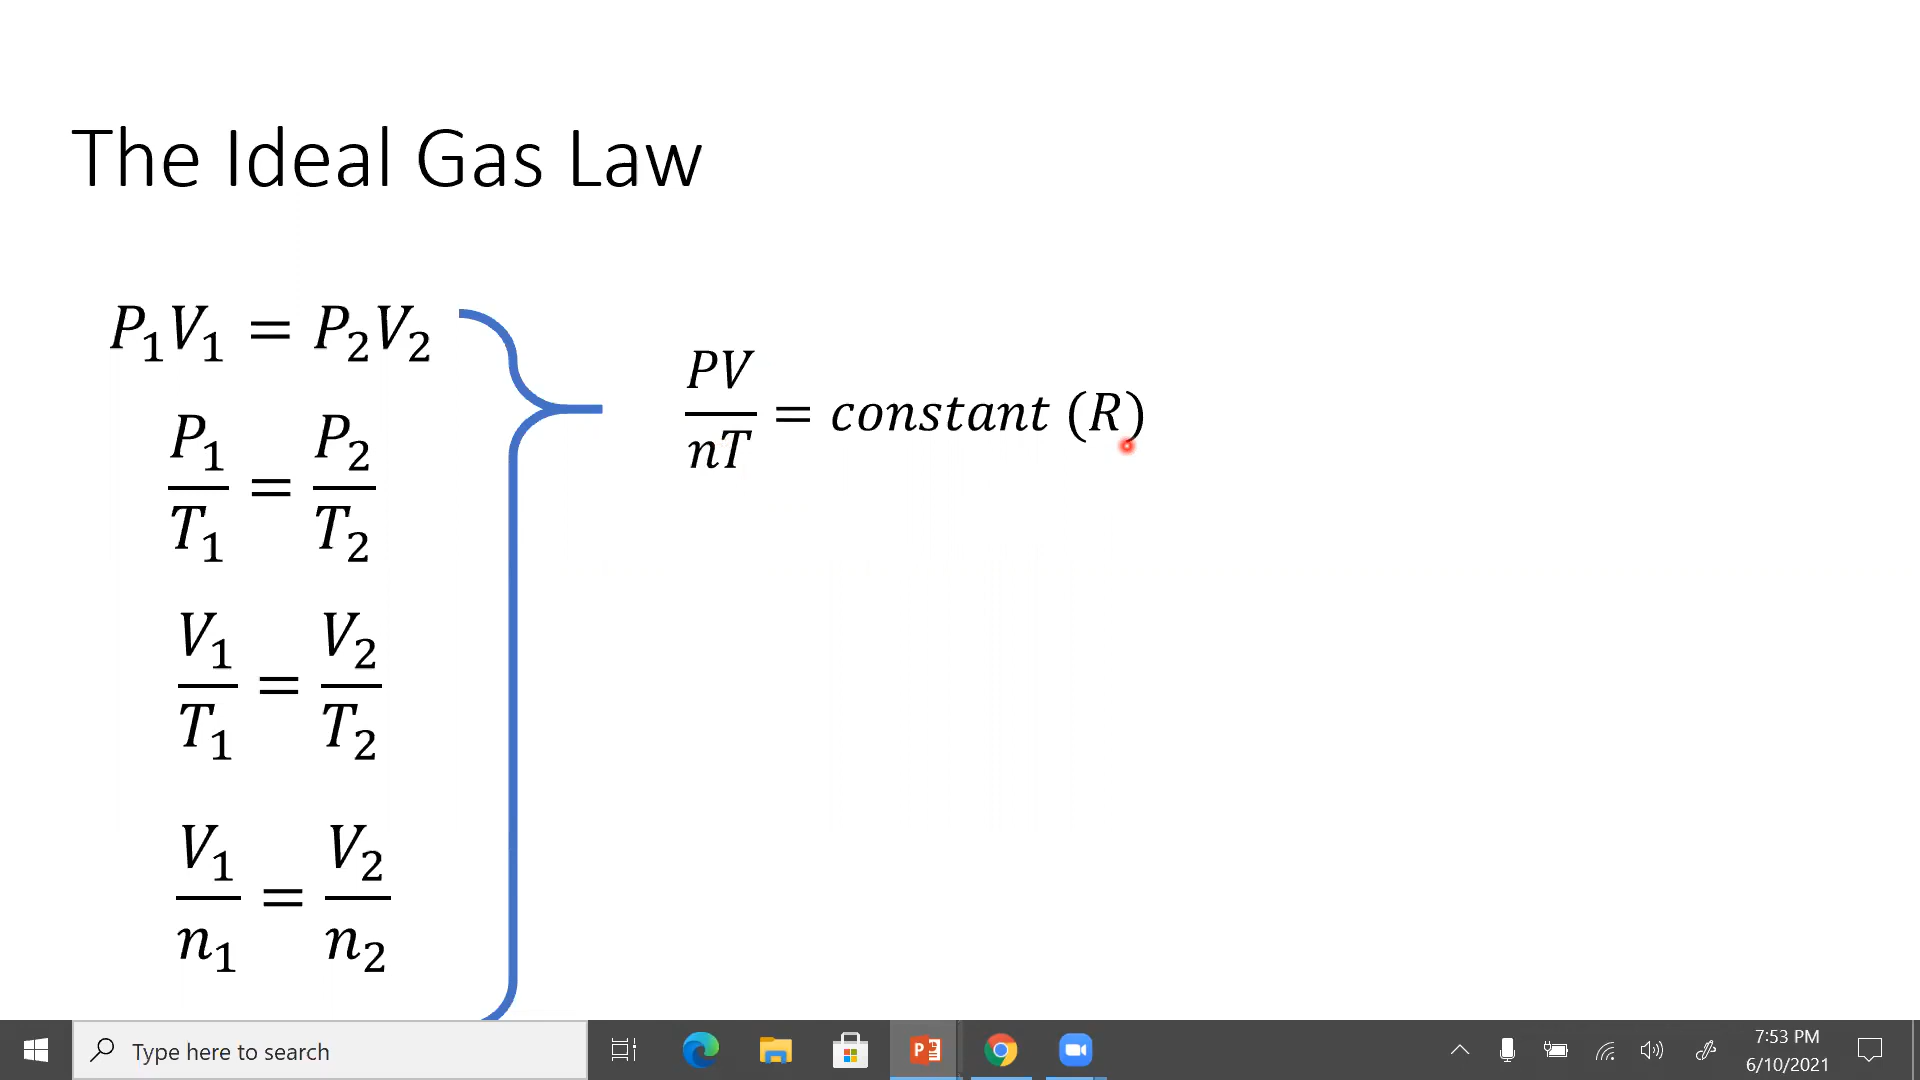 The Ideal Gas Law
P₁V₁ = P₂V₂
P₁/T₁ = P₂/T₂
V₁/T₁ = V₂/T₂
V₁/n₁ = V₂/n₂
PV/nT = constant (R)
Type here to search
7:53 PM
6/10/2021